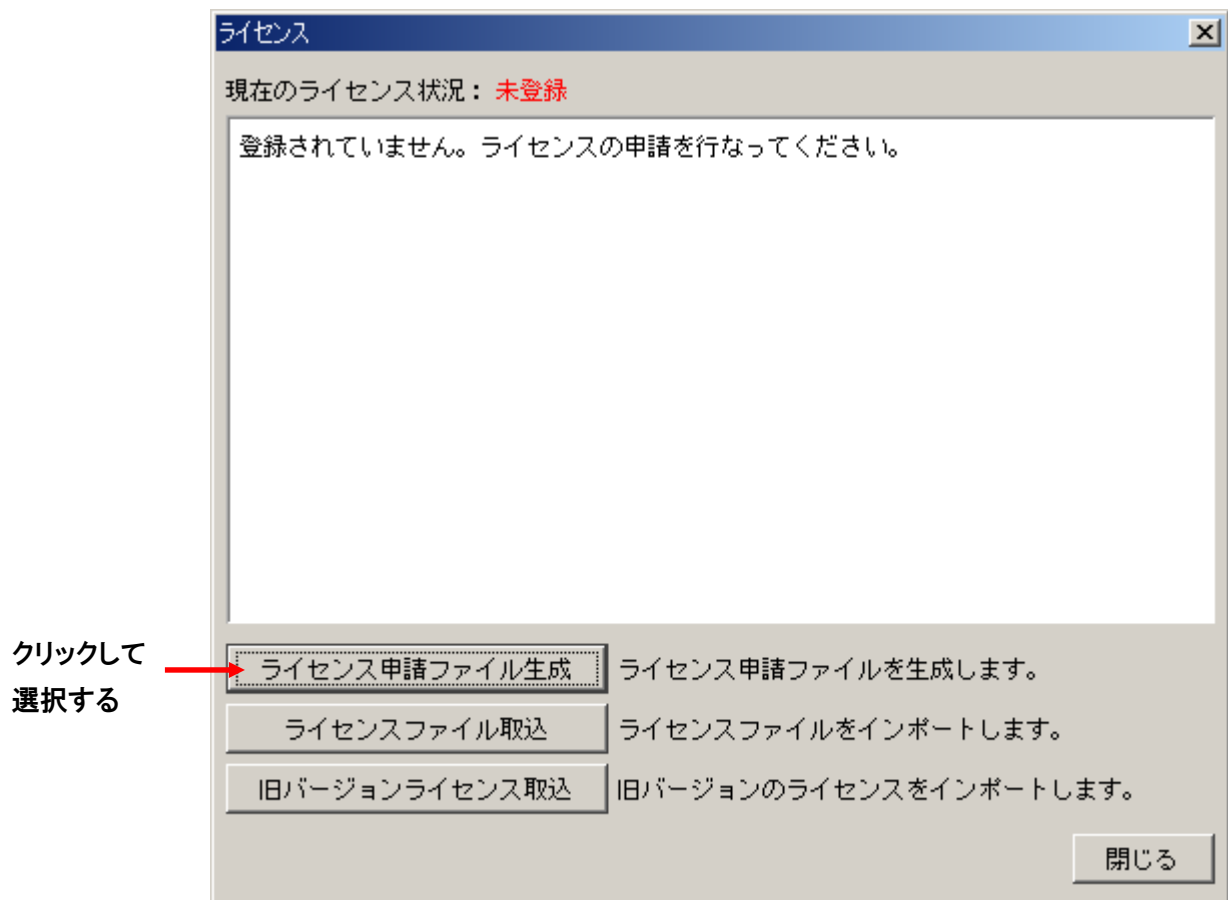 ライセンス
現在のライセンス状況： 未登録
登録されていません。ライセンスの申請を行なってください。
クリックして
選択する
ライセンス申請ファイル生成 ライセンス申請ファイルを生成します。
ライセンスファイル取込 ライセンスファイルをインポートします。
旧バージョンライセンス取込 旧バージョンのライセンスをインポートします。
閉じる